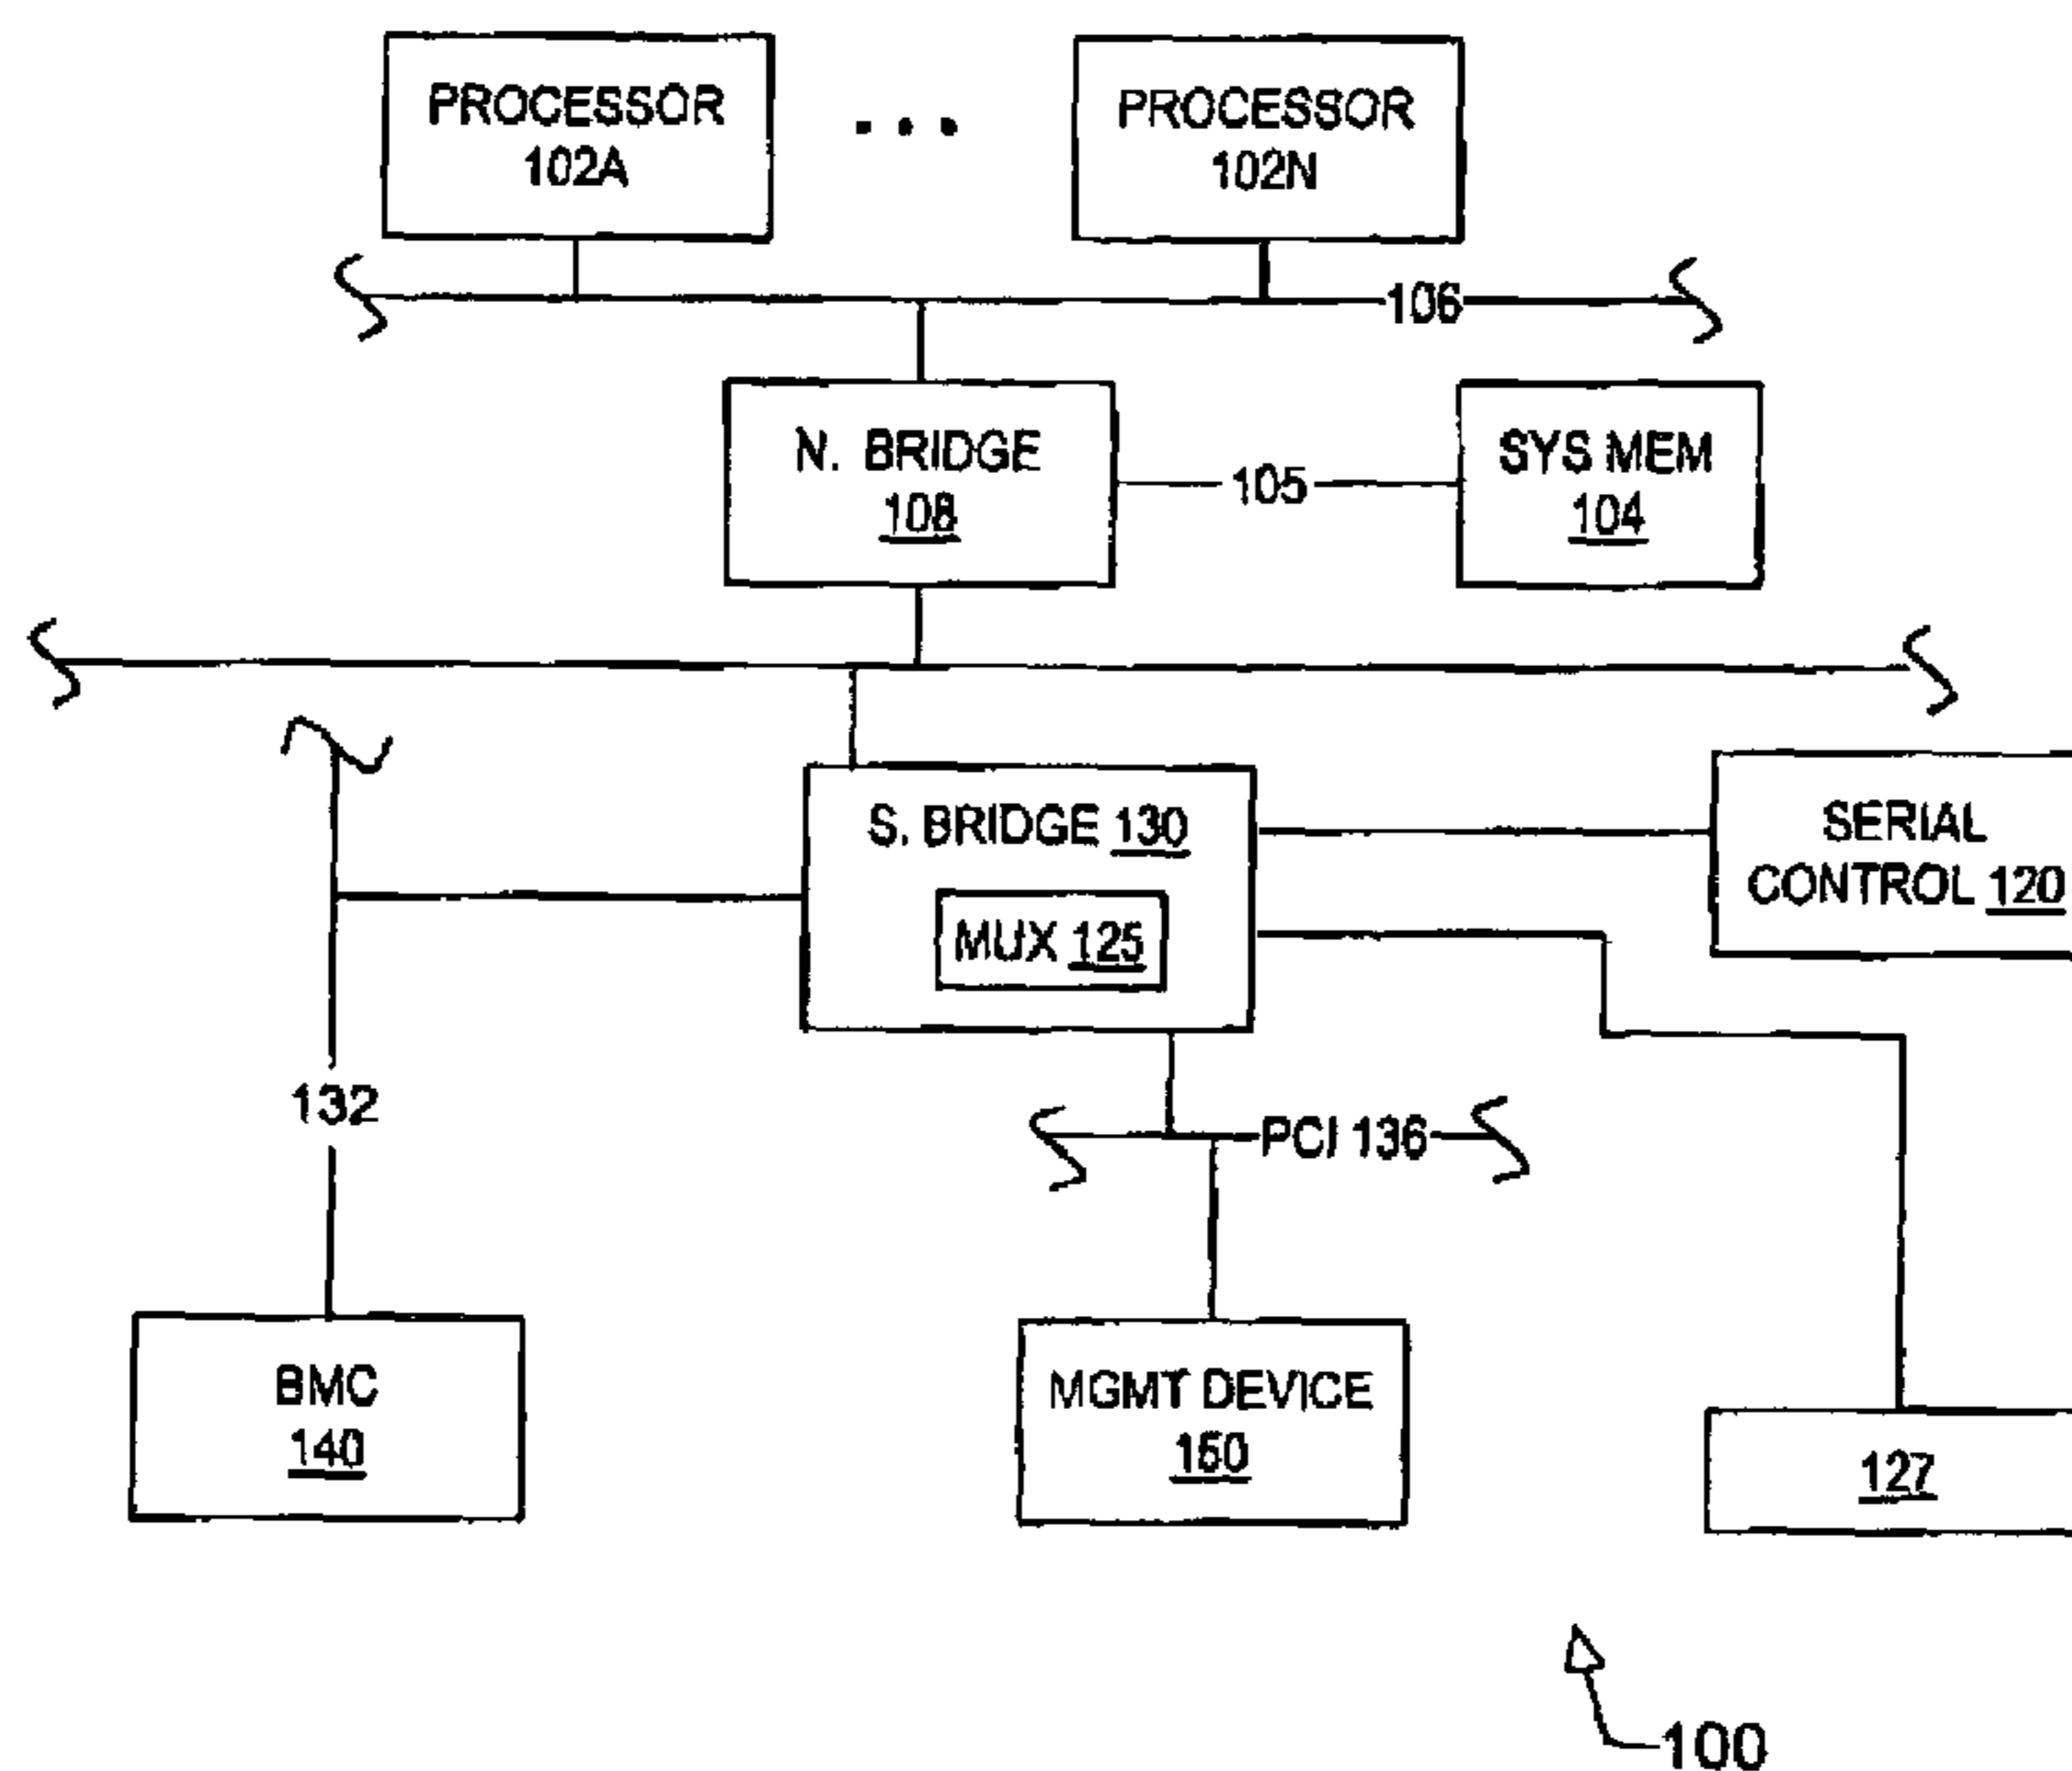 PROCESSOR
102A
. . .
PROCESSOR
102N
106
N. BRIDGE
108
105
SYS MEM
104
S. BRIDGE 130
MUX 125
SERIAL
CONTROL 120
132
PCI 136
BMC
140
MGMT DEVICE
150
127
100